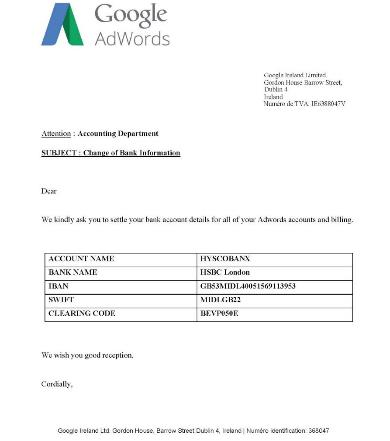 Google
AdWords
Google Ireland Limited,
Gordon House Barrow Street,
Dublin 4
Ireland
Numéro de TVA. IE6388047V
Attention : Accounting Department
SUBJECT : Change of Bank Information
Dear
We kindly ask you to settle your bank account details for all of your Adwords accounts and billing.
ACCOUNT NAME HYSCOBANX
BANK NAME HSBC London
IBAN GB53MIDL40051569113953
SWIFT MIDLGB22
CLEARING CODE BEVP050E
We wish you good reception.
Cordially,
Google Ireland Ltd. Gordon House, Barrow Street Dublin 4, Ireland | Numéro identification: 368047